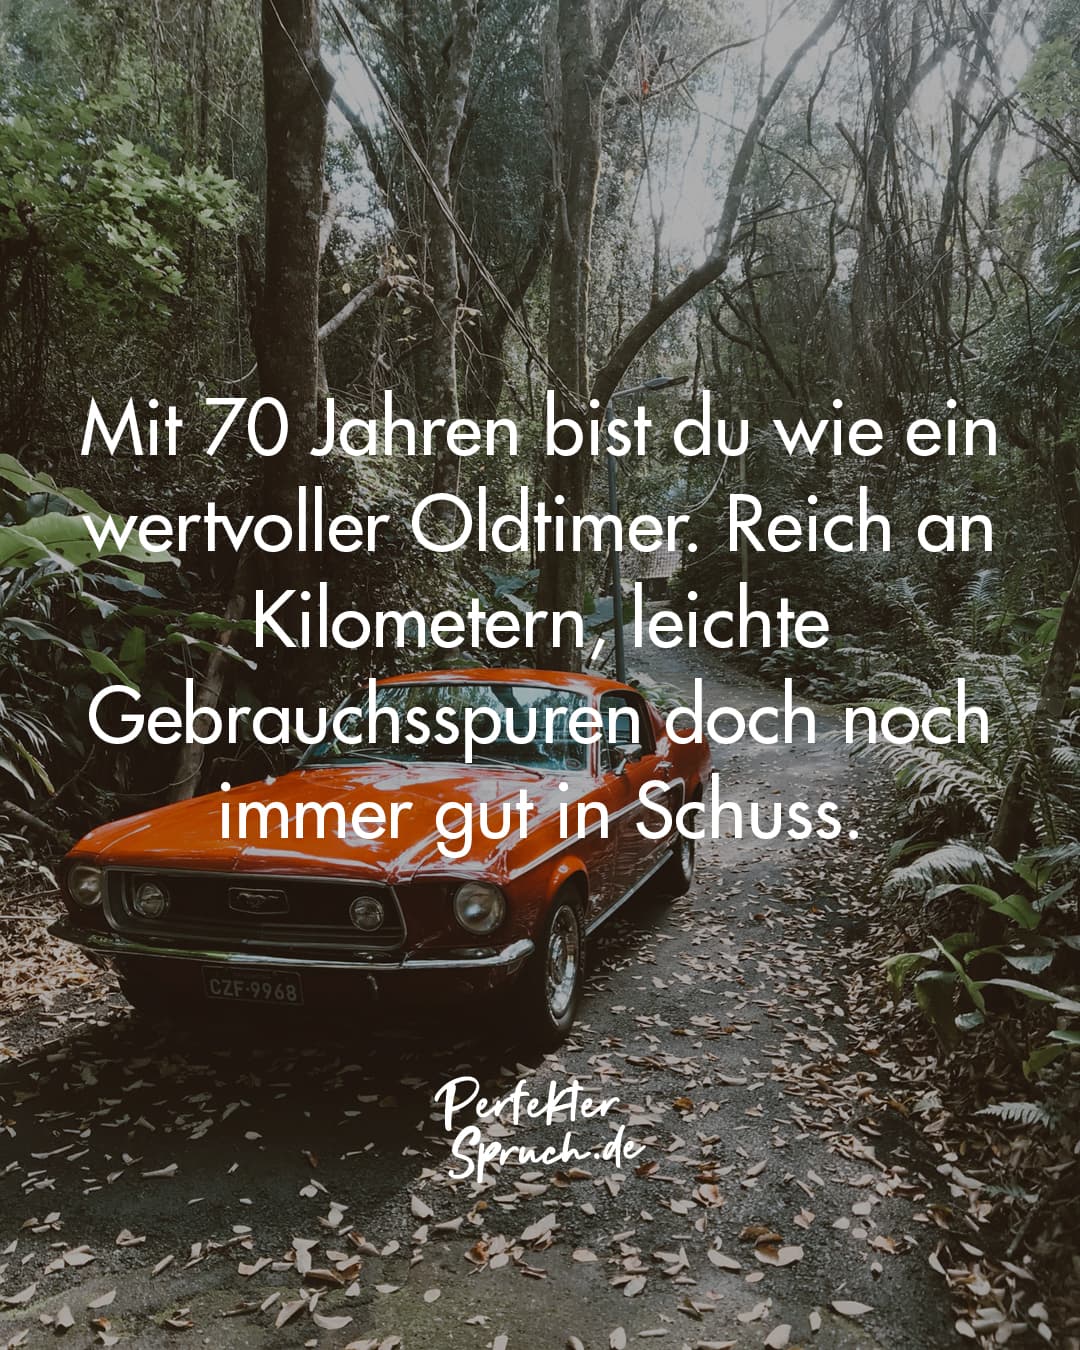 Mit 70 Jahren bist du wie ein
wertvoller Oldtimer. Reich an
Kilometern, leichte
Gebrauchsspuren doch noch
immer gut in Schuss.
CZF-9968
Perfekter
Spruch.de